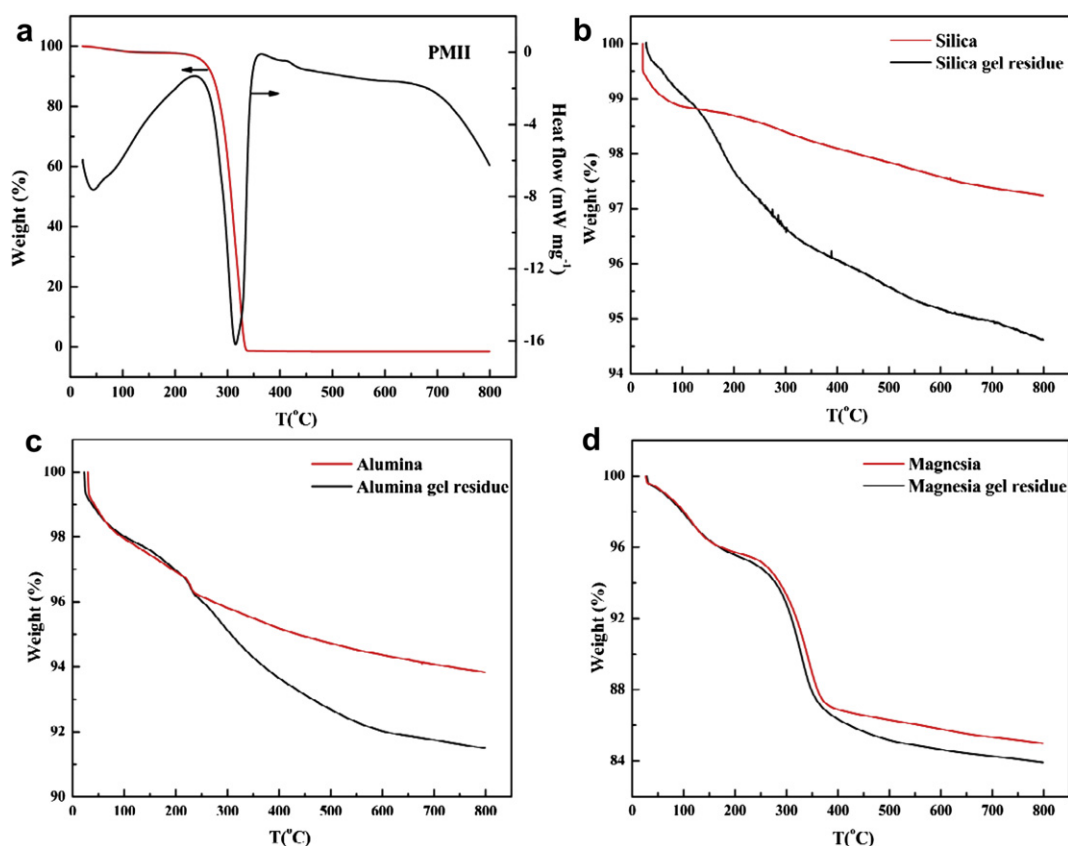 a
PMII
Weight (%)
100
80
60
40
20
0
0
-4
-8
-12
-16
Heat flow (mW mg⁻¹)
0 100 200 300 400 500 600 700 800
T(°C)
b
Silica
Silica gel residue
Weight (%)
100
99
98
97
96
95
94
0 100 200 300 400 500 600 700 800
T(°C)
c
Alumina
Alumina gel residue
Weight (%)
100
98
96
94
92
90
0 100 200 300 400 500 600 700 800
T(°C)
d
Magnesia
Magnesia gel residue
Weight (%)
100
96
92
88
84
0 100 200 300 400 500 600 700 800
T(°C)